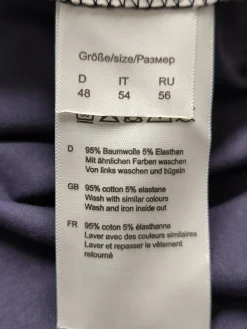 Größe/size/Размер
D IT RU
48 54 56
D 95% Baumwolle 5% Elasthan
Mit ähnlichen Farben waschen
Von links waschen und bügeln
GB 95% cotton 5% elastane
Wash with similar colours
Wash and iron inside out
FR 95% coton 5% élasthanne
Laver avec des couleurs similaires
Laver et repasser le vêtement
retourné